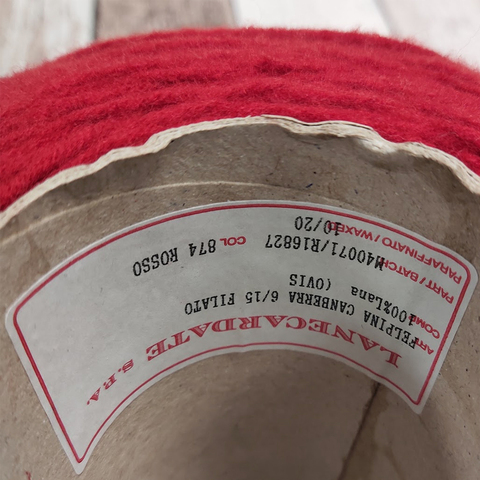 LANECARDATE S.P.A.
ART. FELPINA CANBERRA 6/15 FILATO
COMP. 100%Lana (OVIS
PART / BATCH M40071/R16827 COL 874 ROSSO
PARAFFINATO / WAXED 10/20